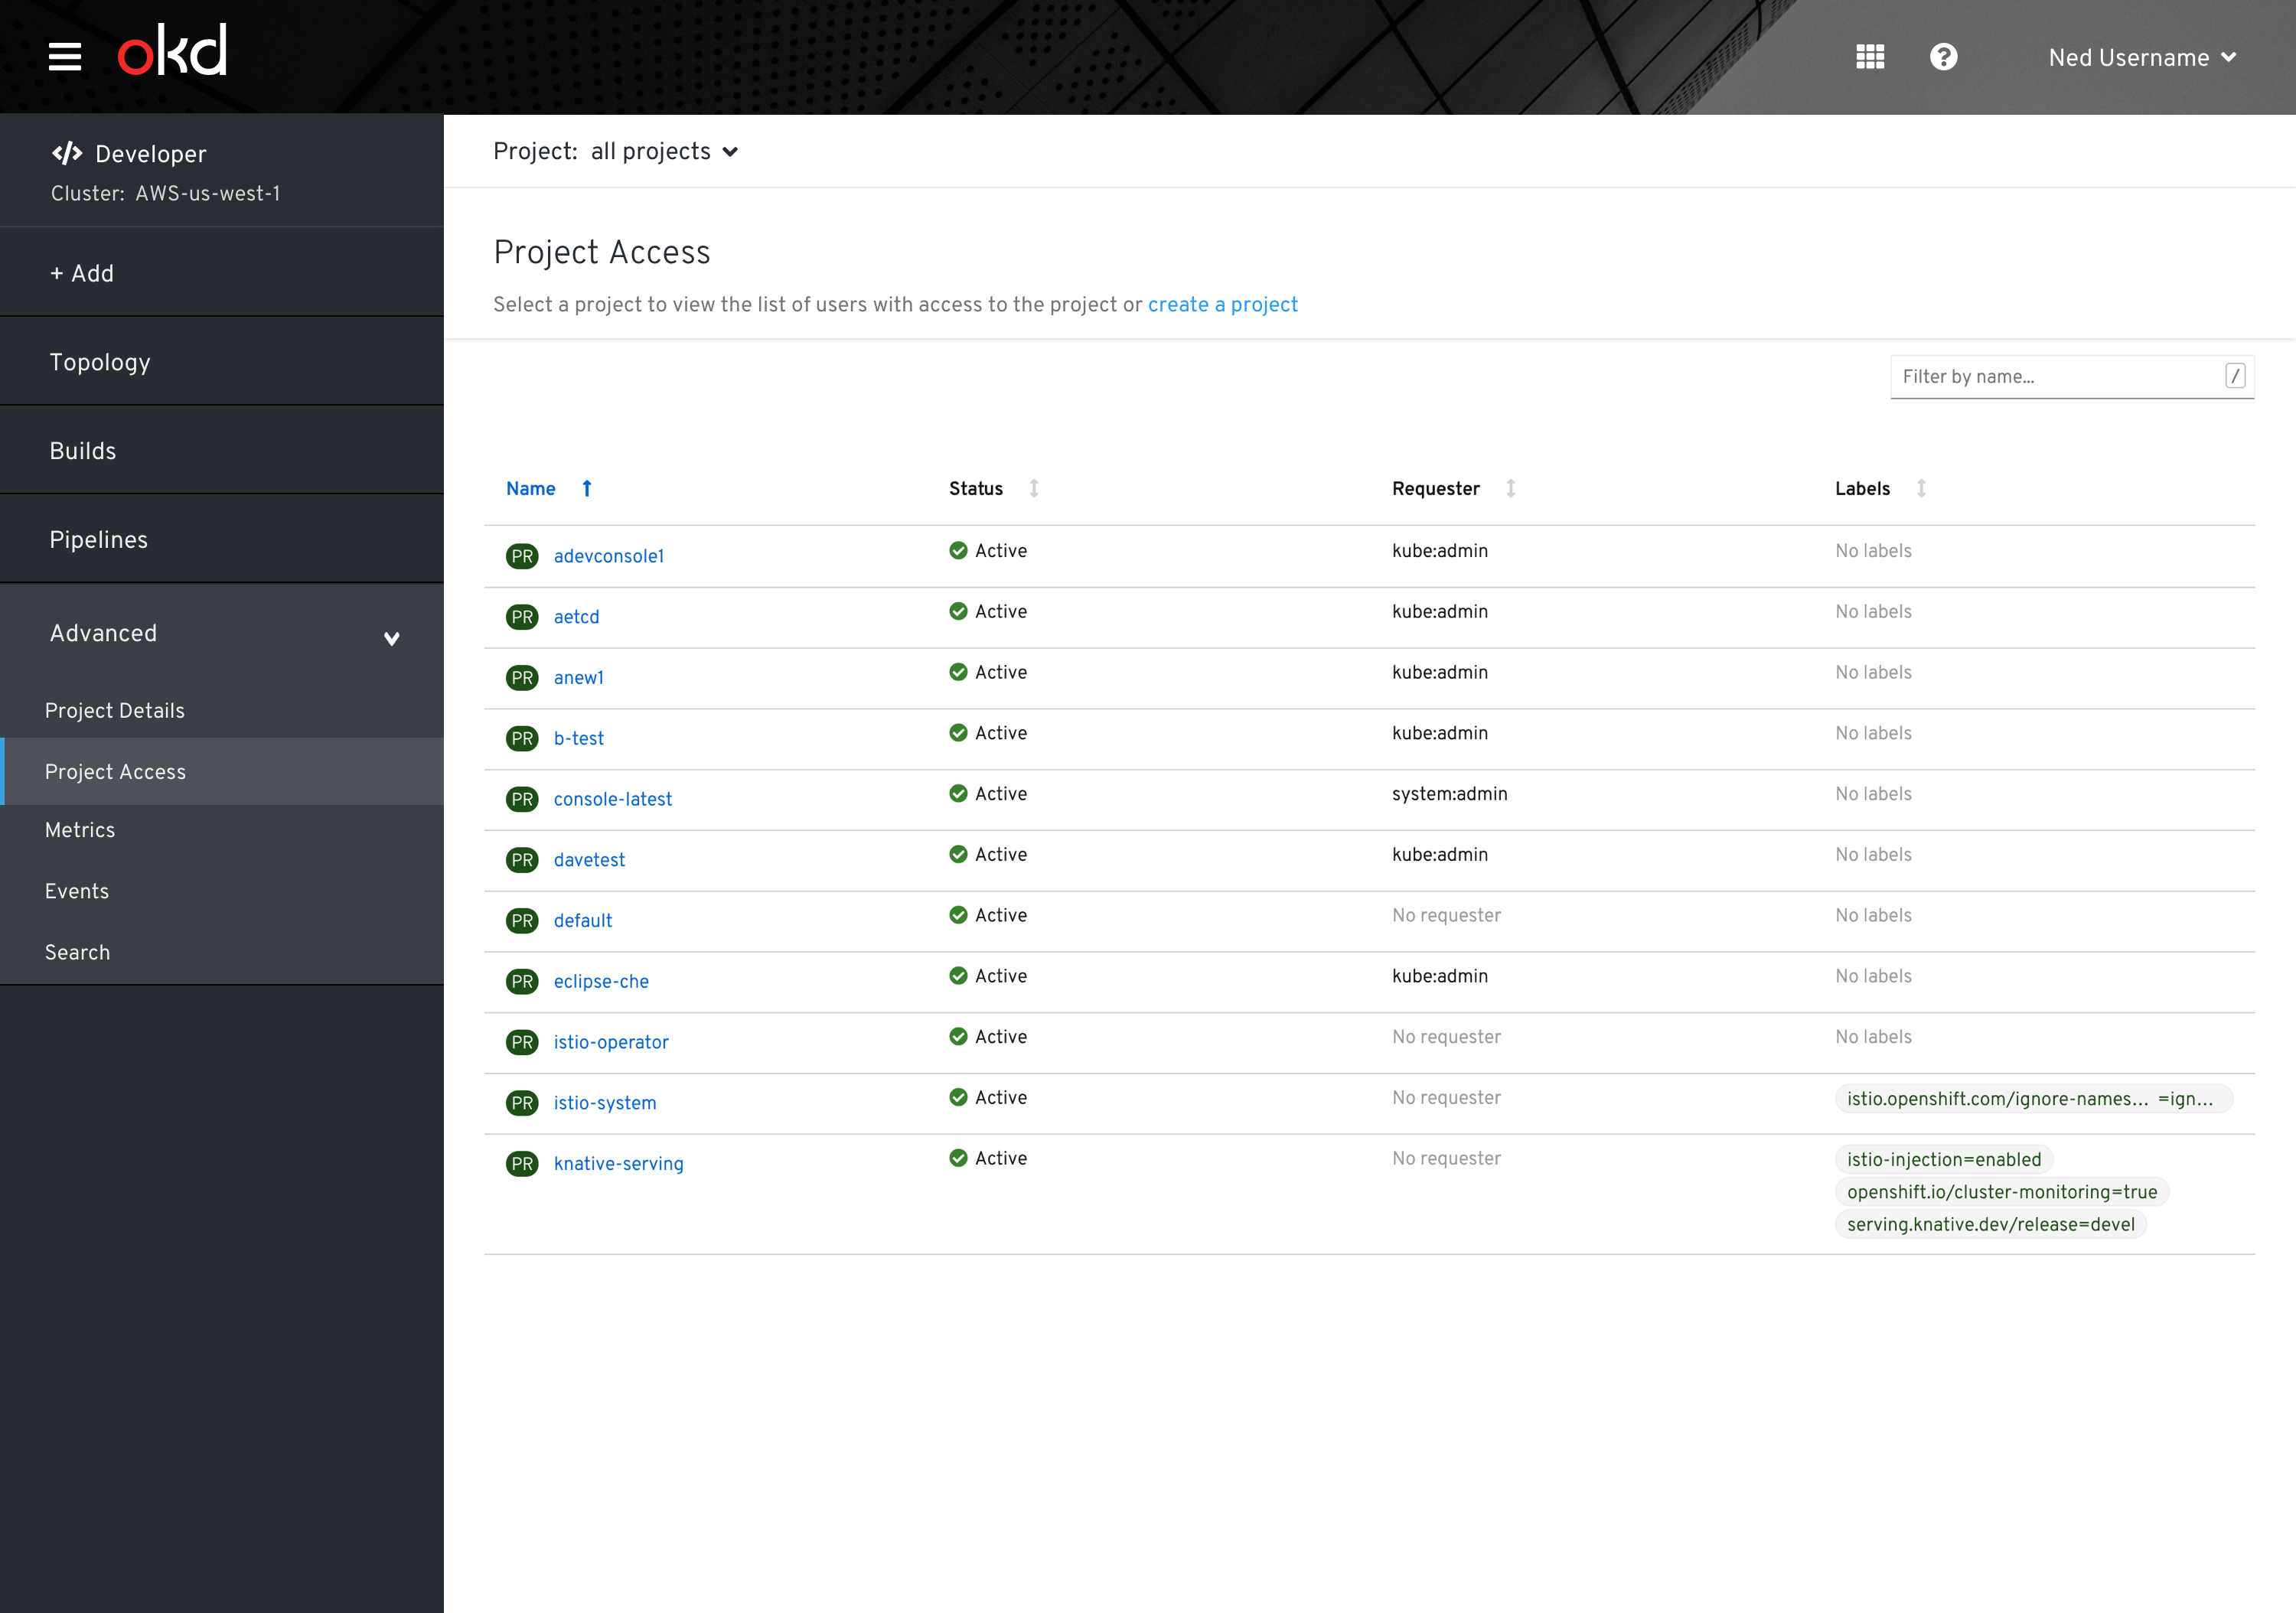 okd
Ned Username
Developer
Cluster: AWS-us-west-1
+ Add
Topology
Builds
Pipelines
Advanced
Project Details
Project Access
Metrics
Events
Search
Project: all projects
Project Access
Select a project to view the list of users with access to the project or create a project
Filter by name... /
Name Status Requester Labels
PR adevconsole1 Active kube:admin No labels
PR aetcd Active kube:admin No labels
PR anew1 Active kube:admin No labels
PR b-test Active kube:admin No labels
PR console-latest Active system:admin No labels
PR davetest Active kube:admin No labels
PR default Active No requester No labels
PR eclipse-che Active kube:admin No labels
PR istio-operator Active No requester No labels
PR istio-system Active No requester istio.openshift.com/ignore-names... =ign...
PR knative-serving Active No requester istio-injection=enabled
openshift.io/cluster-monitoring=true
serving.knative.dev/release=devel